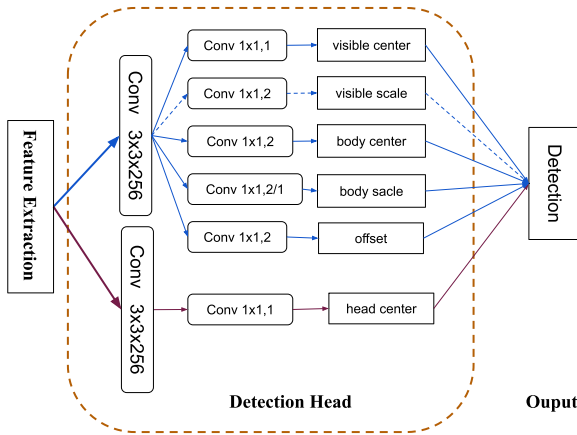 Feature Extraction
Conv 3x3x256
Conv 1x1,1
visible center
Conv 1x1,2
visible scale
Conv 1x1,2
body center
Conv 1x1,2/1
body sacle
Conv 1x1,2
offset
Conv 3x3x256
Conv 1x1,1
head center
Detection
Detection Head
Ouput